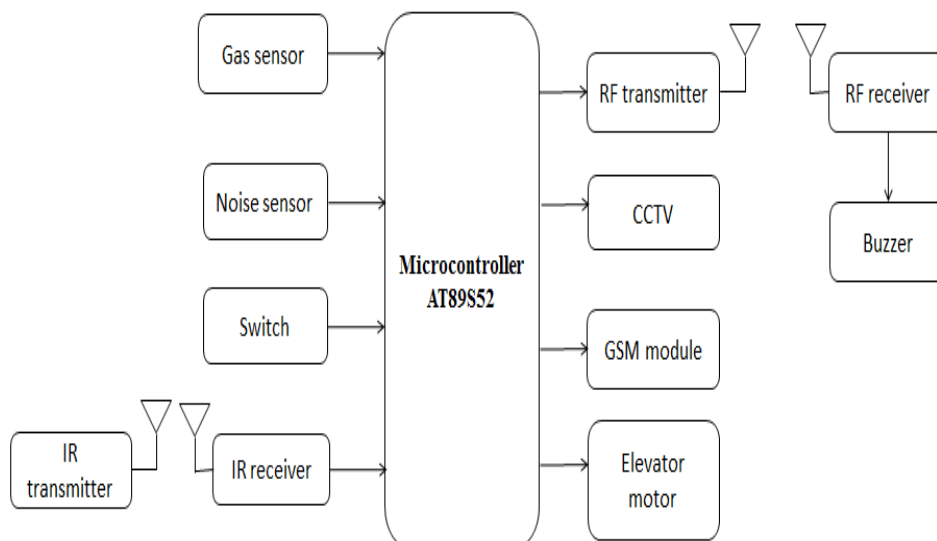 Gas sensor
Noise sensor
Switch
IR
transmitter
IR receiver
Microcontroller
AT89S52
RF transmitter
CCTV
GSM module
Elevator
motor
RF receiver
Buzzer